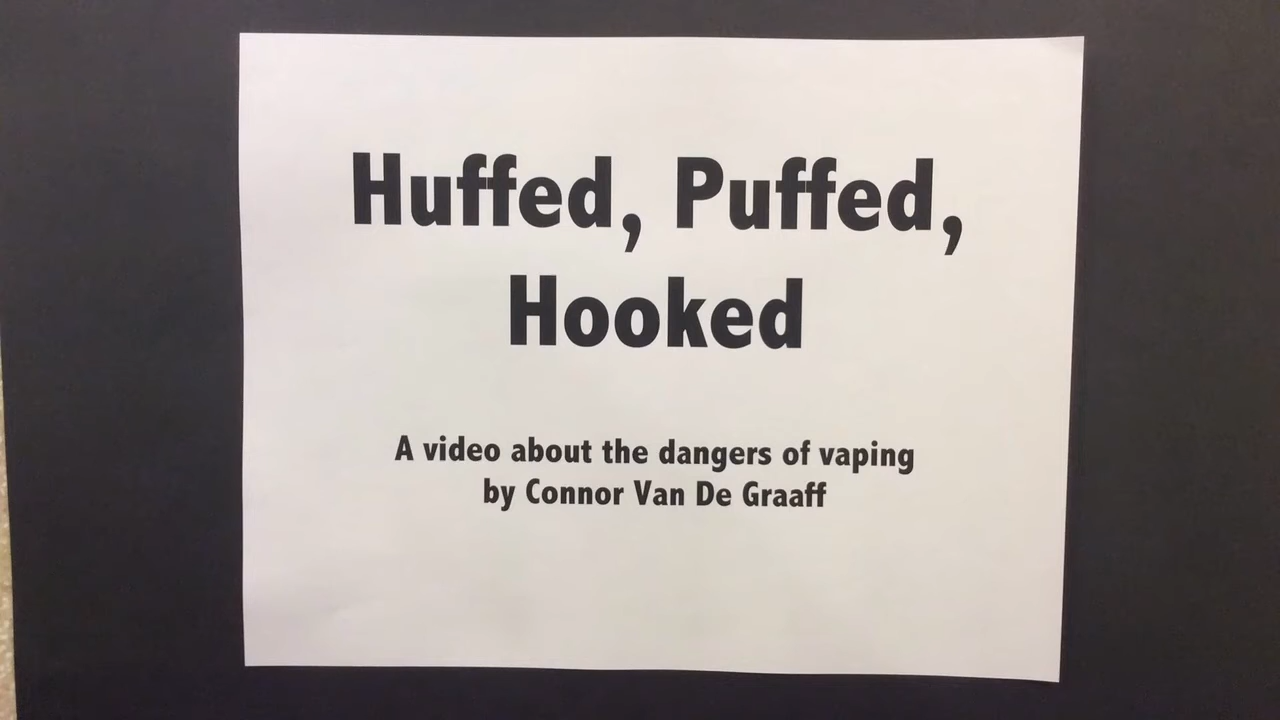 Huffed, Puffed,
Hooked
A video about the dangers of vaping
by Connor Van De Graaff